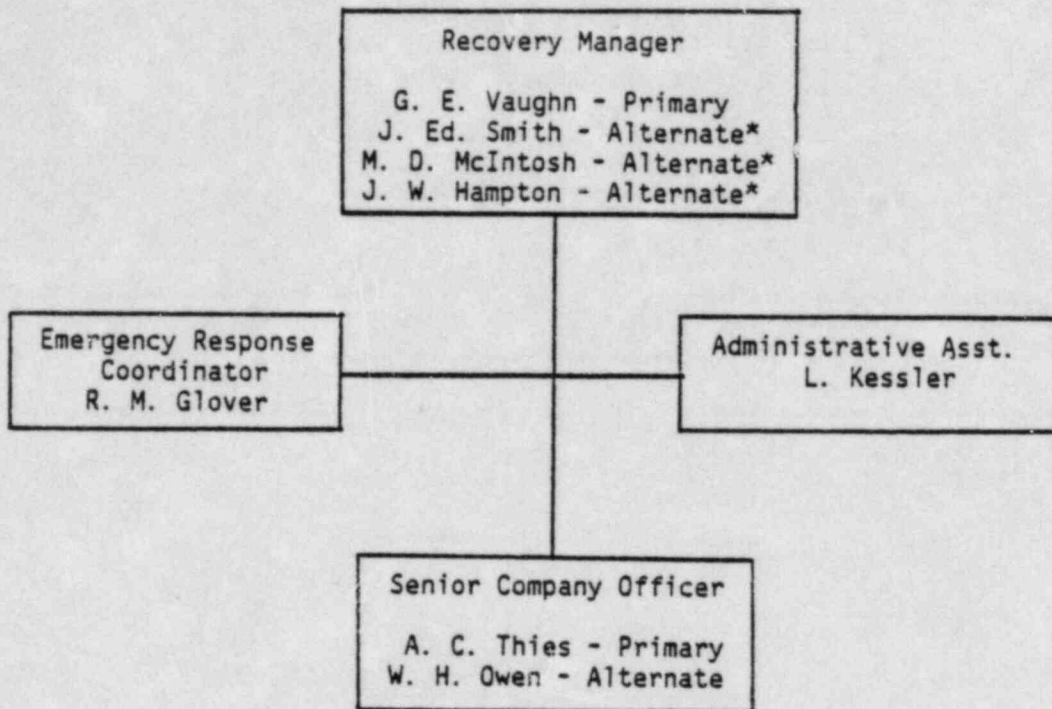 Recovery Manager
G. E. Vaughn - Primary
J. Ed. Smith - Alternate*
M. D. McIntosh - Alternate*
J. W. Hampton - Alternate*
Emergency Response
Coordinator
R. M. Glover
Administrative Asst.
L. Kessler
Senior Company Officer
A. C. Thies - Primary
W. H. Owen - Alternate